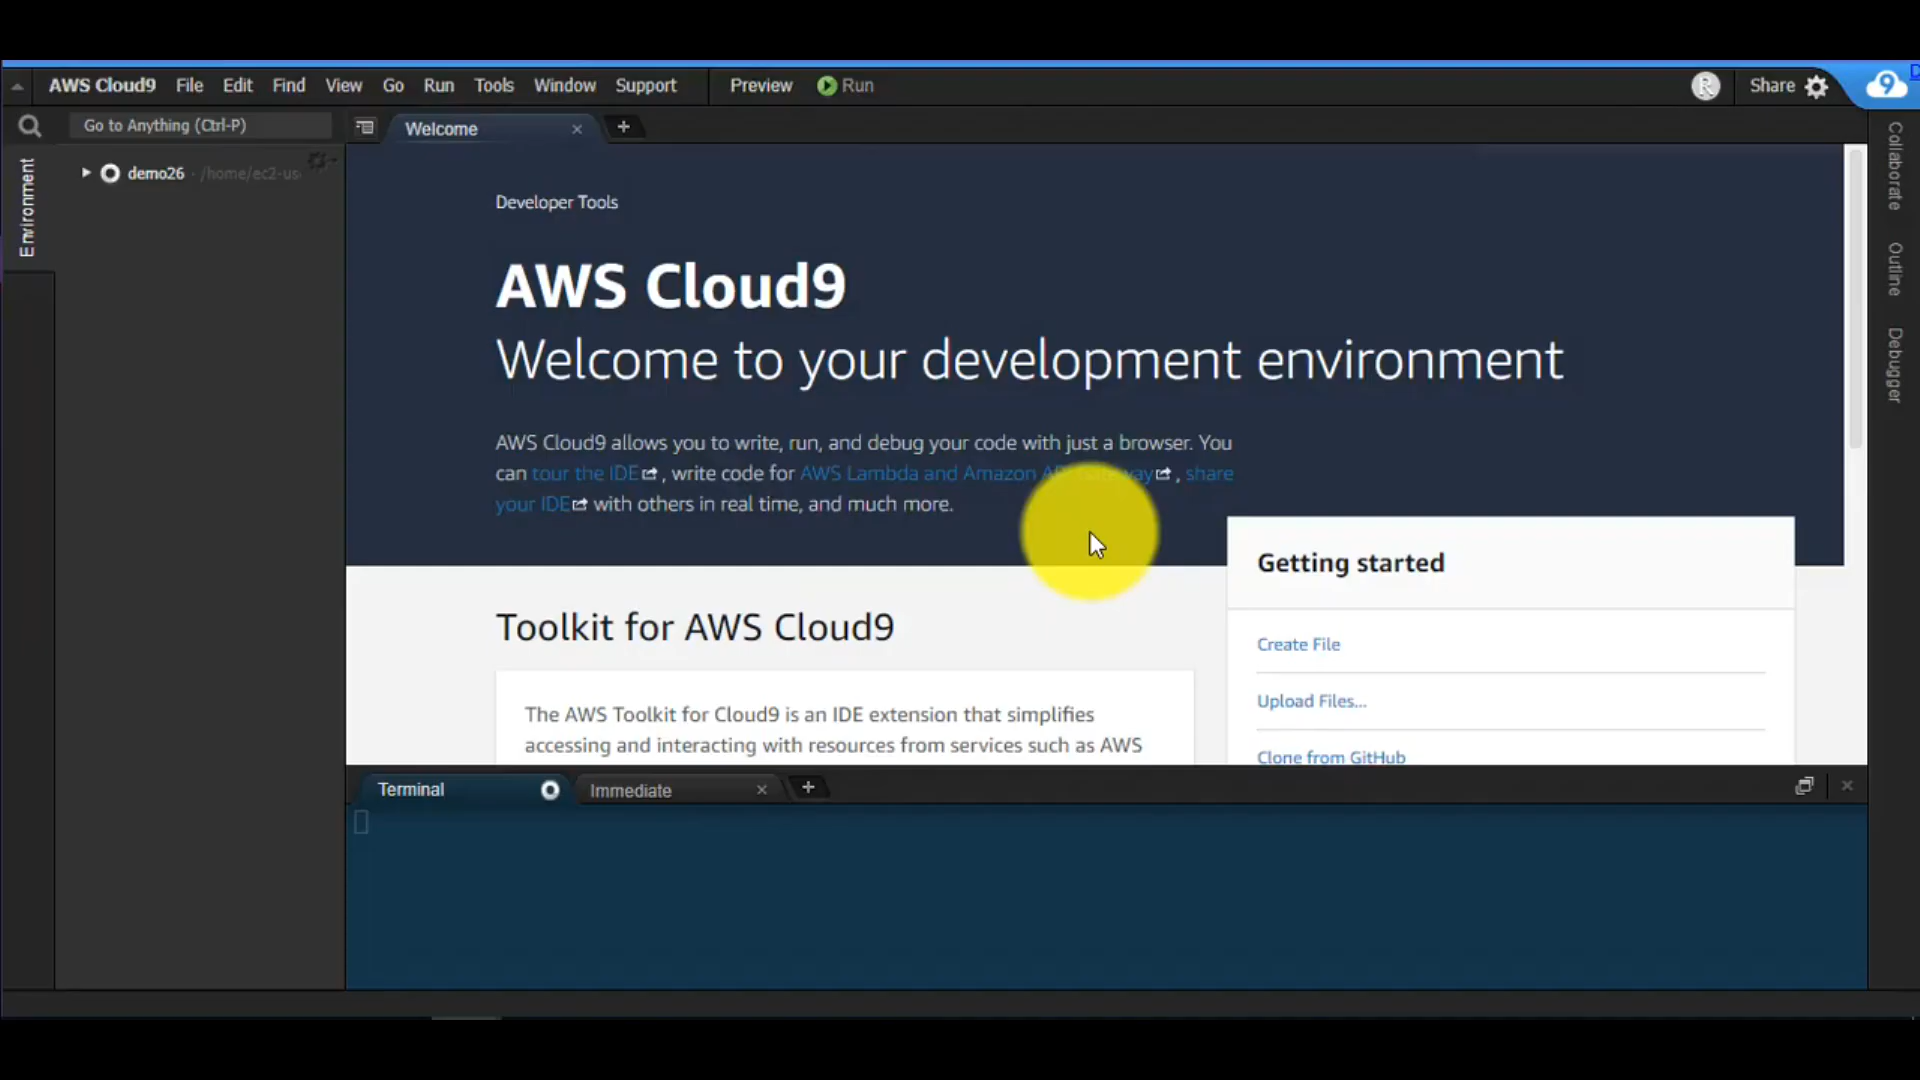 AWS Cloud9 File Edit Find View Go Run Tools Window Support Preview Run R Share 9 D
Go to Anything (Ctrl-P) Welcome
Environment
demo26 · /home/ec2-us
Collaborate
Outline
Debugger
Developer Tools
AWS Cloud9
Welcome to your development environment
AWS Cloud9 allows you to write, run, and debug your code with just a browser. You
can tour the IDE , write code for AWS Lambda and Amazon , share
your IDE with others in real time, and much more.
Getting started
Create File
Upload Files...
Clone from GitHub
Toolkit for AWS Cloud9
The AWS Toolkit for Cloud9 is an IDE extension that simplifies
accessing and interacting with resources from services such as AWS
Terminal Immediate